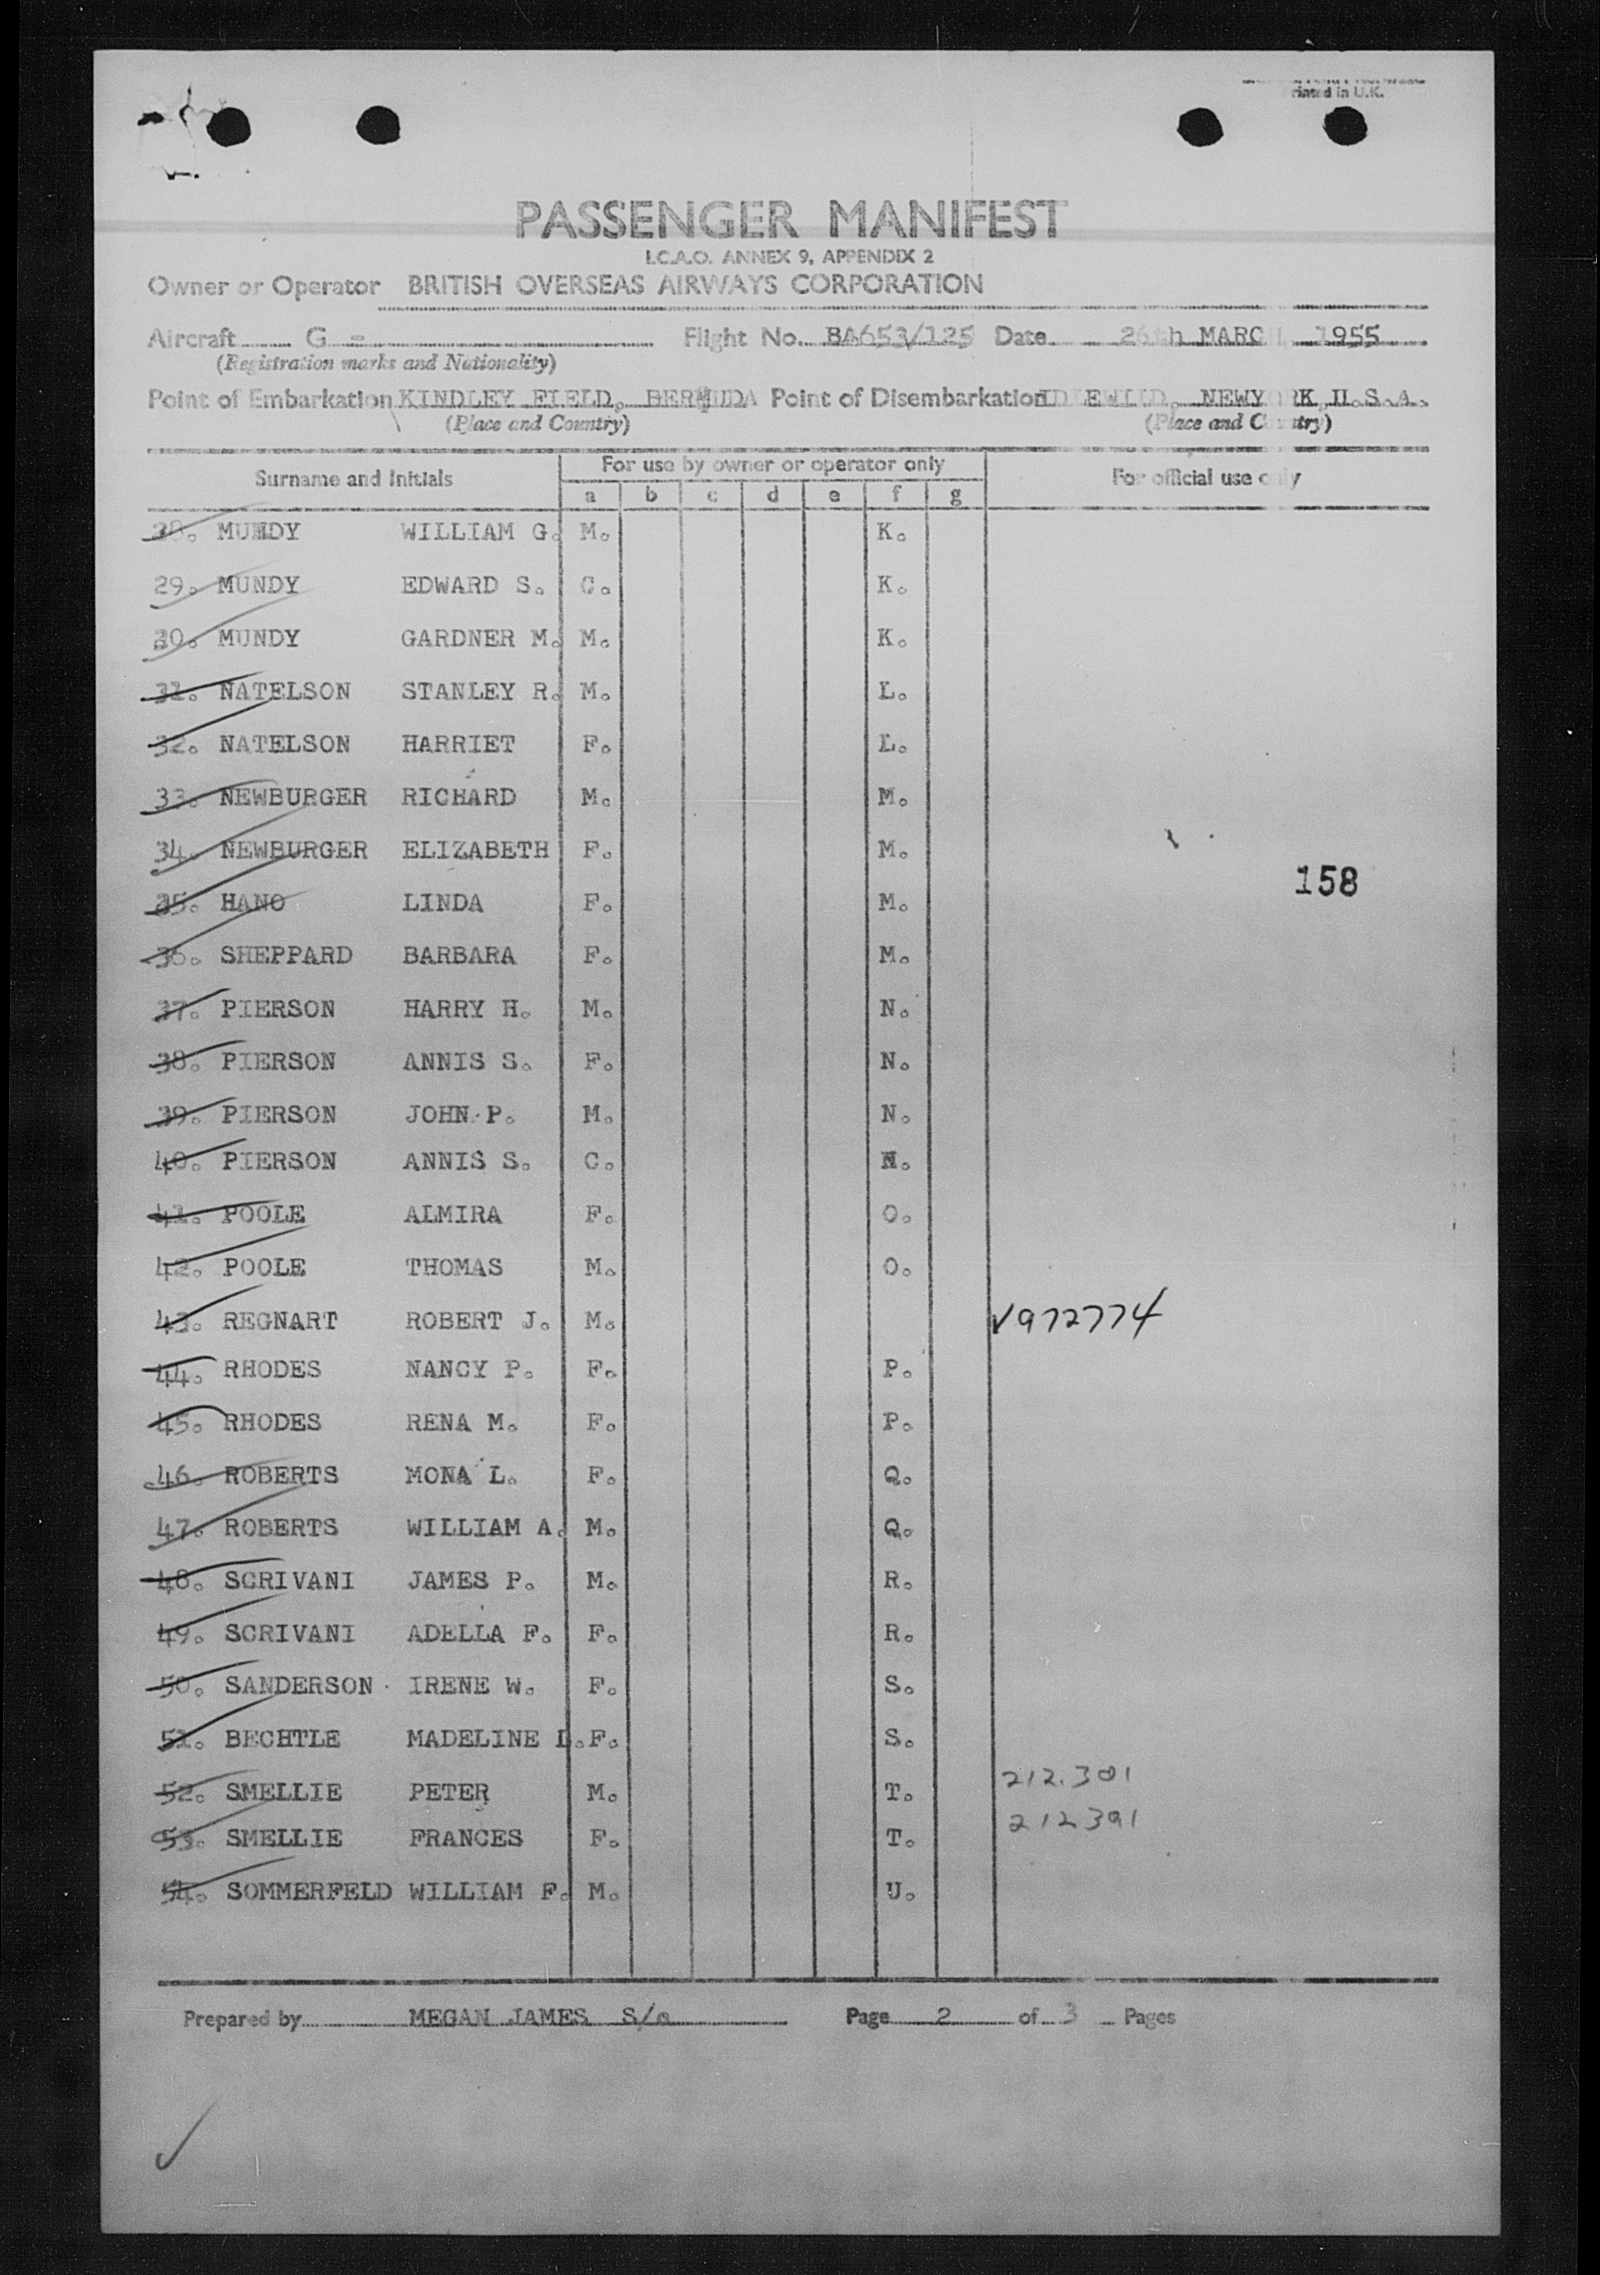 Printed in U.K.
PASSENGER MANIFEST
I.C.A.O. ANNEX 9, APPENDIX 2
Owner or Operator BRITISH OVERSEAS AIRWAYS CORPORATION
Aircraft G - Flight No. BA653/125 Date 26th MARCH 1955
(Registration marks and Nationality)
Point of Embarkation KINDLEY FIELD, BERMUDA Point of Disembarkation IDLEWILD, NEWYORK, U.S.A.
(Place and Country) (Place and Country)
Surname and Initials For use by owner or operator only For official use only
a b c d e f g
28. MUNDY WILLIAM G. M. K.
29. MUNDY EDWARD S. C. K.
30. MUNDY GARDNER M. M. K.
31. NATELSON STANLEY R. M. L.
32. NATELSON HARRIET F. L.
33. NEWBURGER RICHARD M. M.
34. NEWBURGER ELIZABETH F. M.
158
35. HANO LINDA F. M.
36. SHEPPARD BARBARA F. M.
37. PIERSON HARRY H. M. N.
38. PIERSON ANNIS S. F. N.
39. PIERSON JOHN P. M. N.
40. PIERSON ANNIS S. C. N.
41. POOLE ALMIRA F. O.
42. POOLE THOMAS M. O.
43. REGNART ROBERT J. M. V972774
44. RHODES NANCY P. F. P.
45. RHODES RENA M. F. P.
46. ROBERTS MONA L. F. Q.
47. ROBERTS WILLIAM A. M. Q.
48. SCRIVANI JAMES P. M. R.
49. SCRIVANI ADELLA F. F. R.
50. SANDERSON IRENE W. F. S.
51. BECHTLE MADELINE D. F. S.
52. SMELLIE PETER M. T. 212.301
53. SMELLIE FRANCES F. T. 212391
54. SOMMERFELD WILLIAM F. M. U.
Prepared by MEGAN JAMES S/a Page 2 of 3 Pages